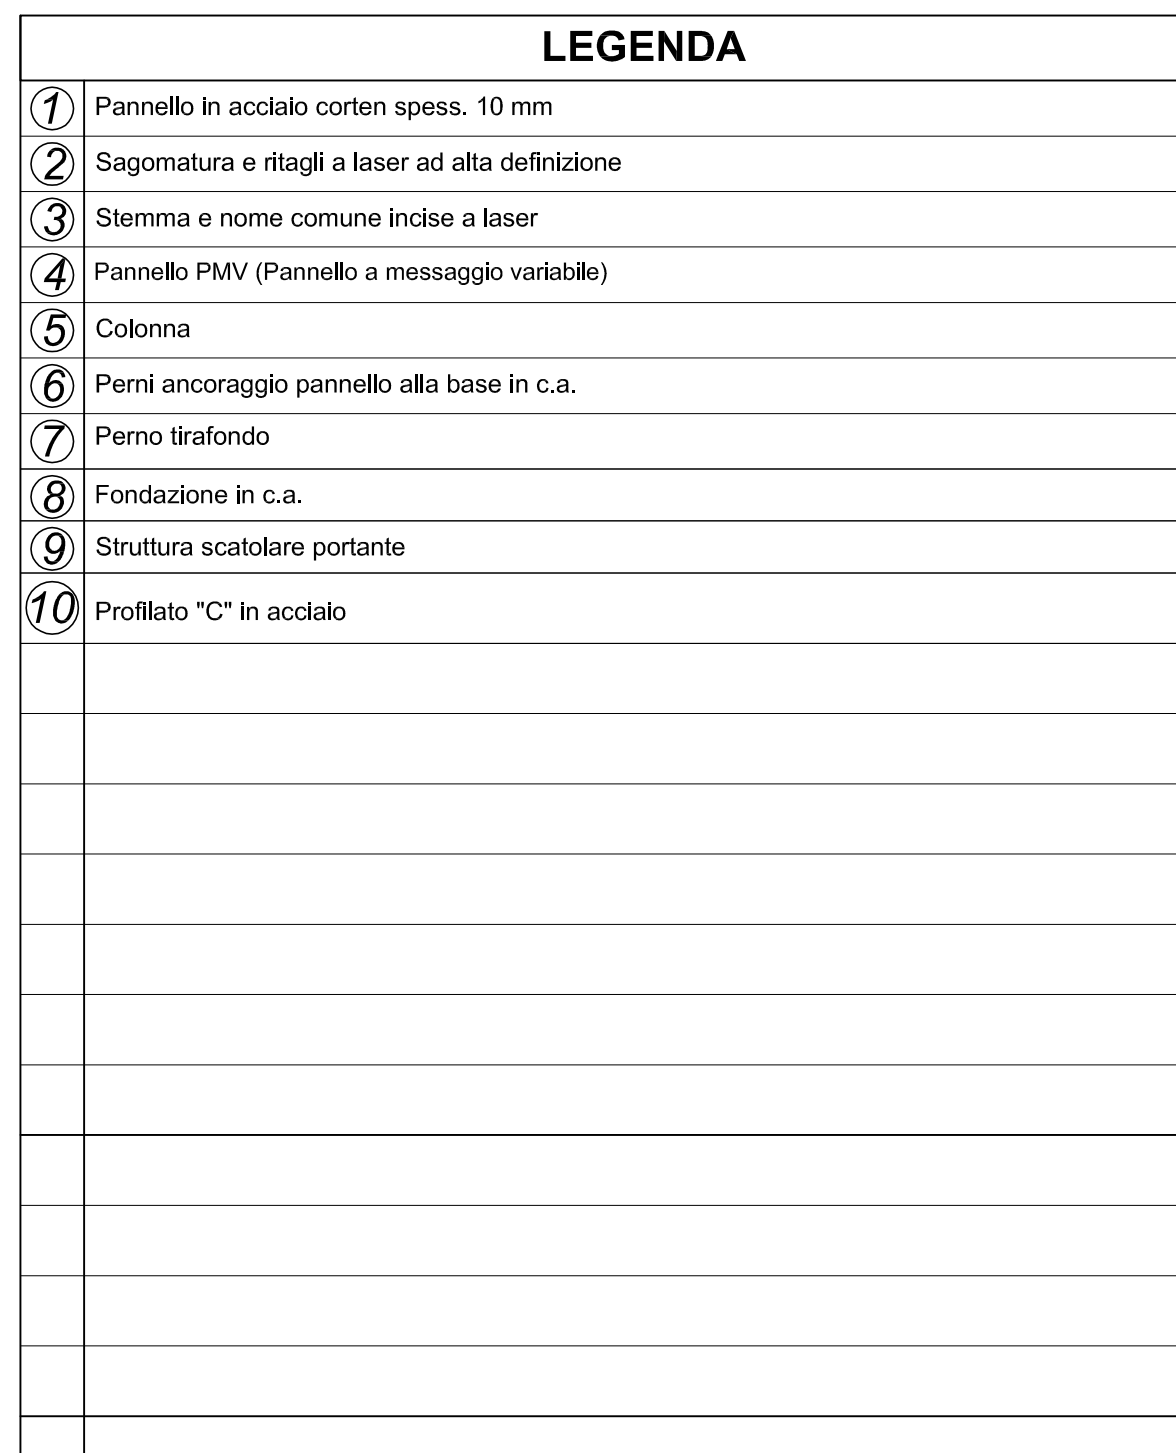 LEGENDA
1 Pannello in acciaio corten spess. 10 mm
2 Sagomatura e ritagli a laser ad alta definizione
3 Stemma e nome comune incise a laser
4 Pannello PMV (Pannello a messaggio variabile)
5 Colonna
6 Perni ancoraggio pannello alla base in c.a.
7 Perno tirafondo
8 Fondazione in c.a.
9 Struttura scatolare portante
10 Profilato "C" in acciaio